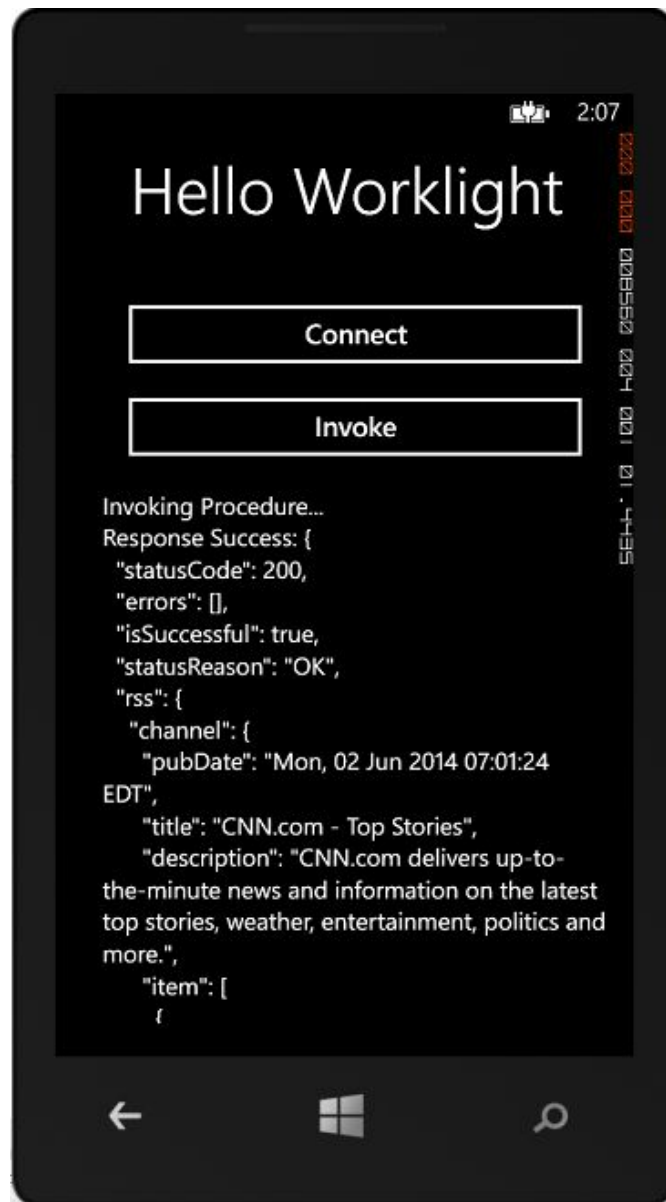 2:07
Hello Worklight
Connect
Invoke
Invoking Procedure...
Response Success: {
"statusCode": 200,
"errors": [],
"isSuccessful": true,
"statusReason": "OK",
"rss": {
"channel": {
"pubDate": "Mon, 02 Jun 2014 07:01:24
EDT",
"title": "CNN.com - Top Stories",
"description": "CNN.com delivers up-to-
the-minute news and information on the latest
top stories, weather, entertainment, politics and
more.",
"item": [
{
000 000